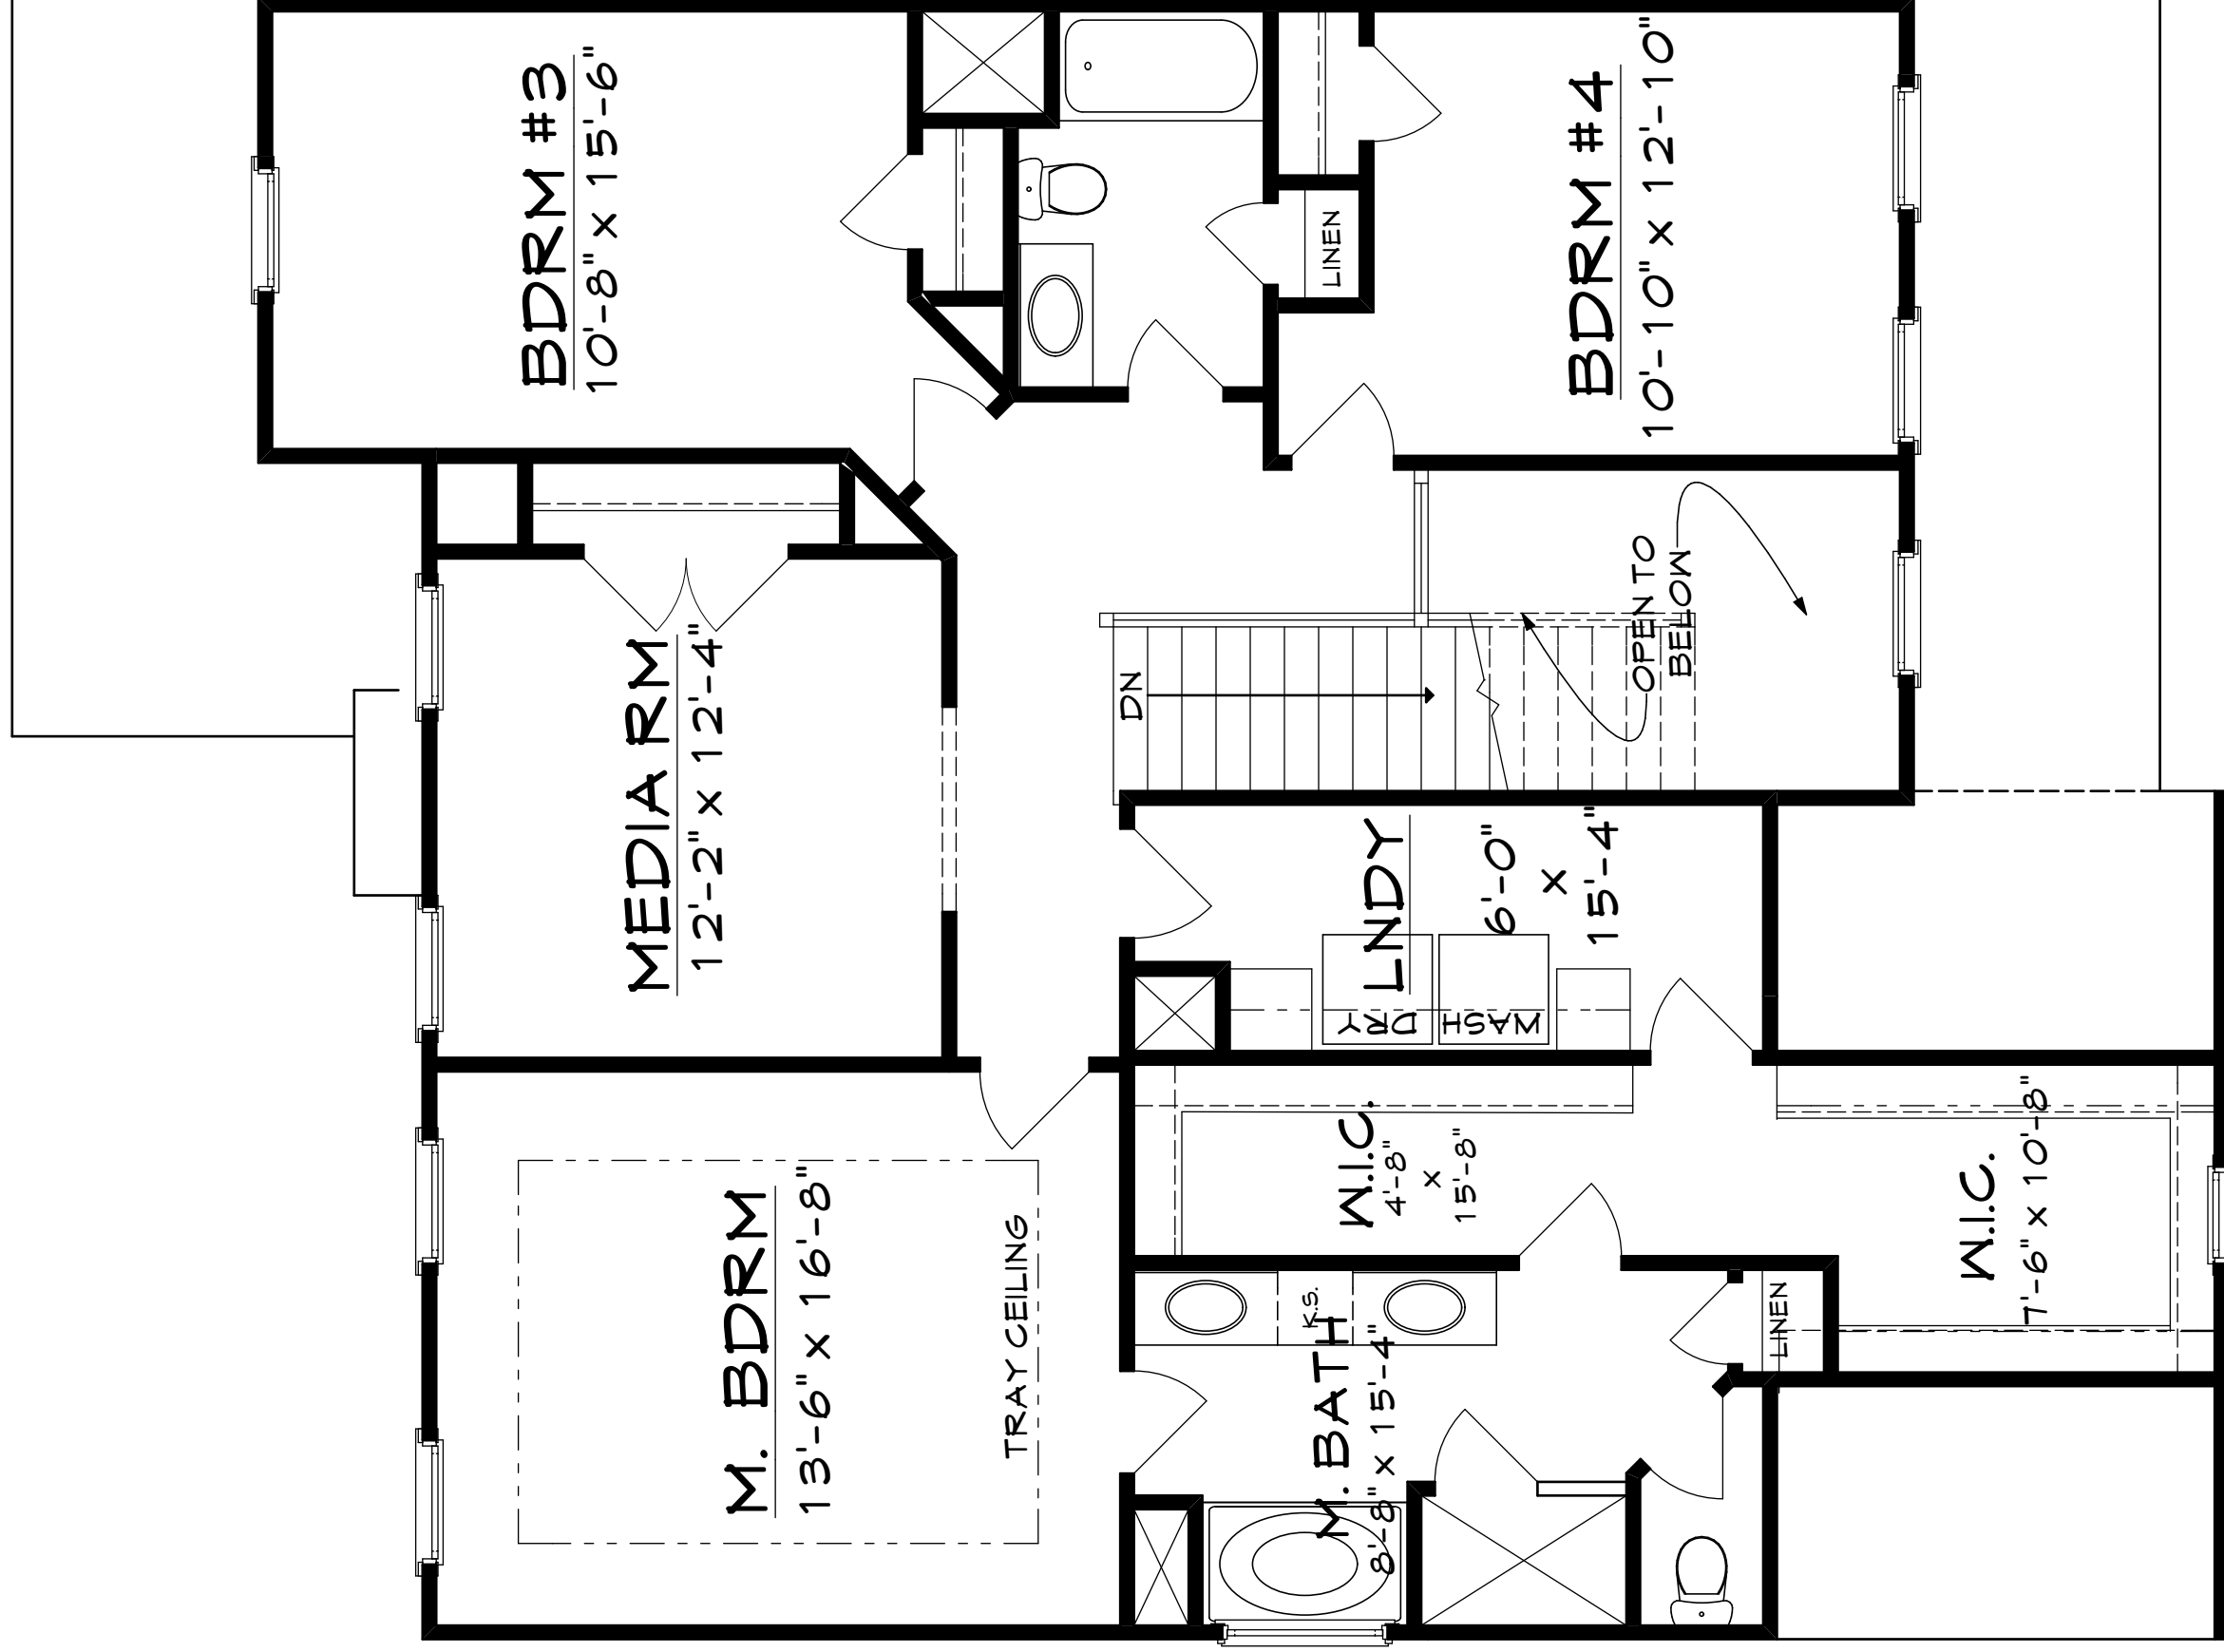 BDRM #3
10'-8" x 15'-6"
BDRM #4
10'-10" x 12'-10"
LINEN
MEDIA RM
12'-2" x 12'-4"
DN
OPEN TO
BELOW
LNDY
6'-0"
x
15'-4"
DRY
WASH
M. BDRM
13'-6" x 16'-8"
TRAY CEILING
W.I.C.
4'-8"
x
15'-8"
W.I.C.
7'-6" x 10'-8"
K.S.
LINEN
M. BATH
8'-8" x 15'-4"